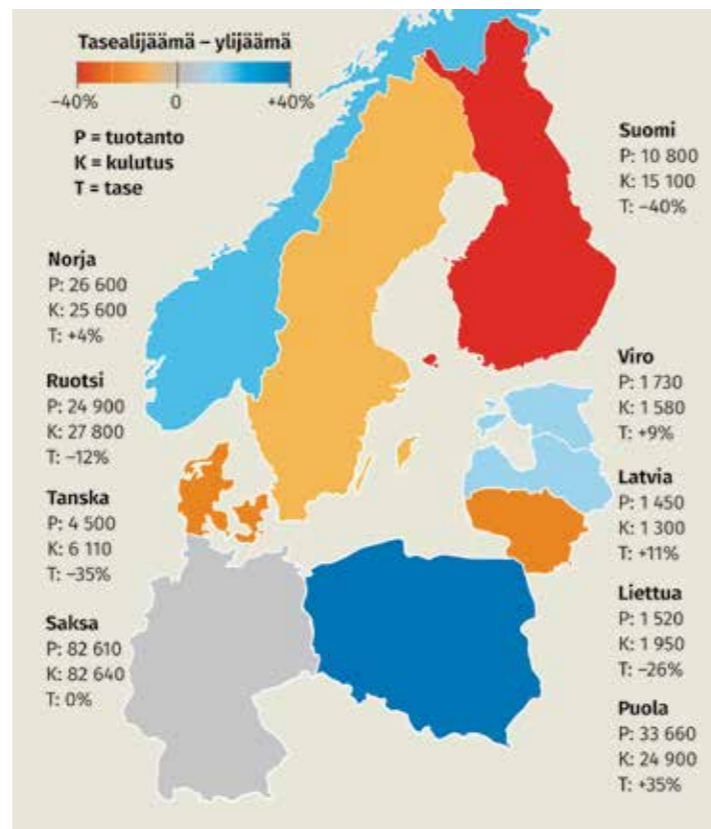 Tasealijäämä – ylijäämä
−40% 0 +40%
P = tuotanto
K = kulutus
T = tase
Suomi
P: 10 800
K: 15 100
T: −40%
Norja
P: 26 600
K: 25 600
T: +4%
Ruotsi
P: 24 900
K: 27 800
T: −12%
Tanska
P: 4 500
K: 6 110
T: −35%
Saksa
P: 82 610
K: 82 640
T: 0%
Viro
P: 1 730
K: 1 580
T: +9%
Latvia
P: 1 450
K: 1 300
T: +11%
Liettua
P: 1 520
K: 1 950
T: −26%
Puola
P: 33 660
K: 24 900
T: +35%